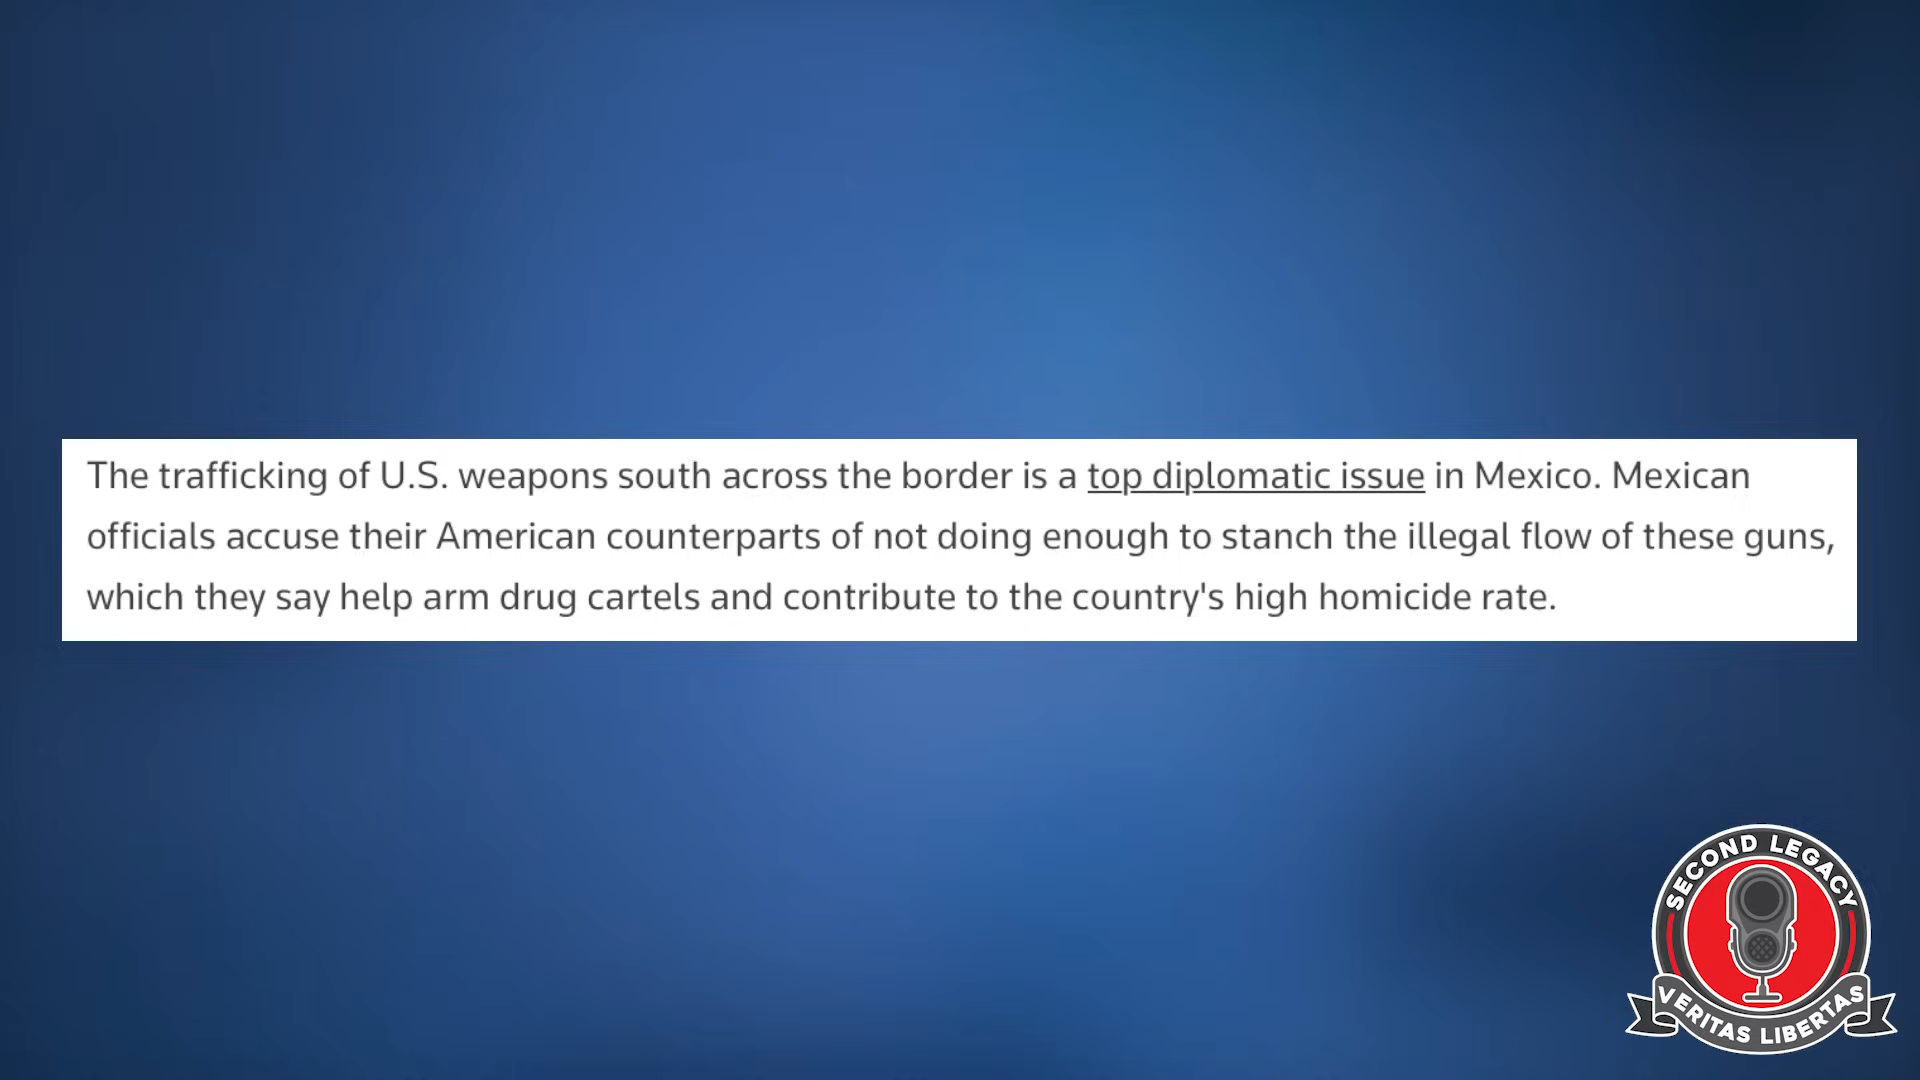 The trafficking of U.S. weapons south across the border is a top diplomatic issue in Mexico. Mexican
officials accuse their American counterparts of not doing enough to stanch the illegal flow of these guns,
which they say help arm drug cartels and contribute to the country's high homicide rate.
SECOND LEGACY
VERITAS LIBERTAS